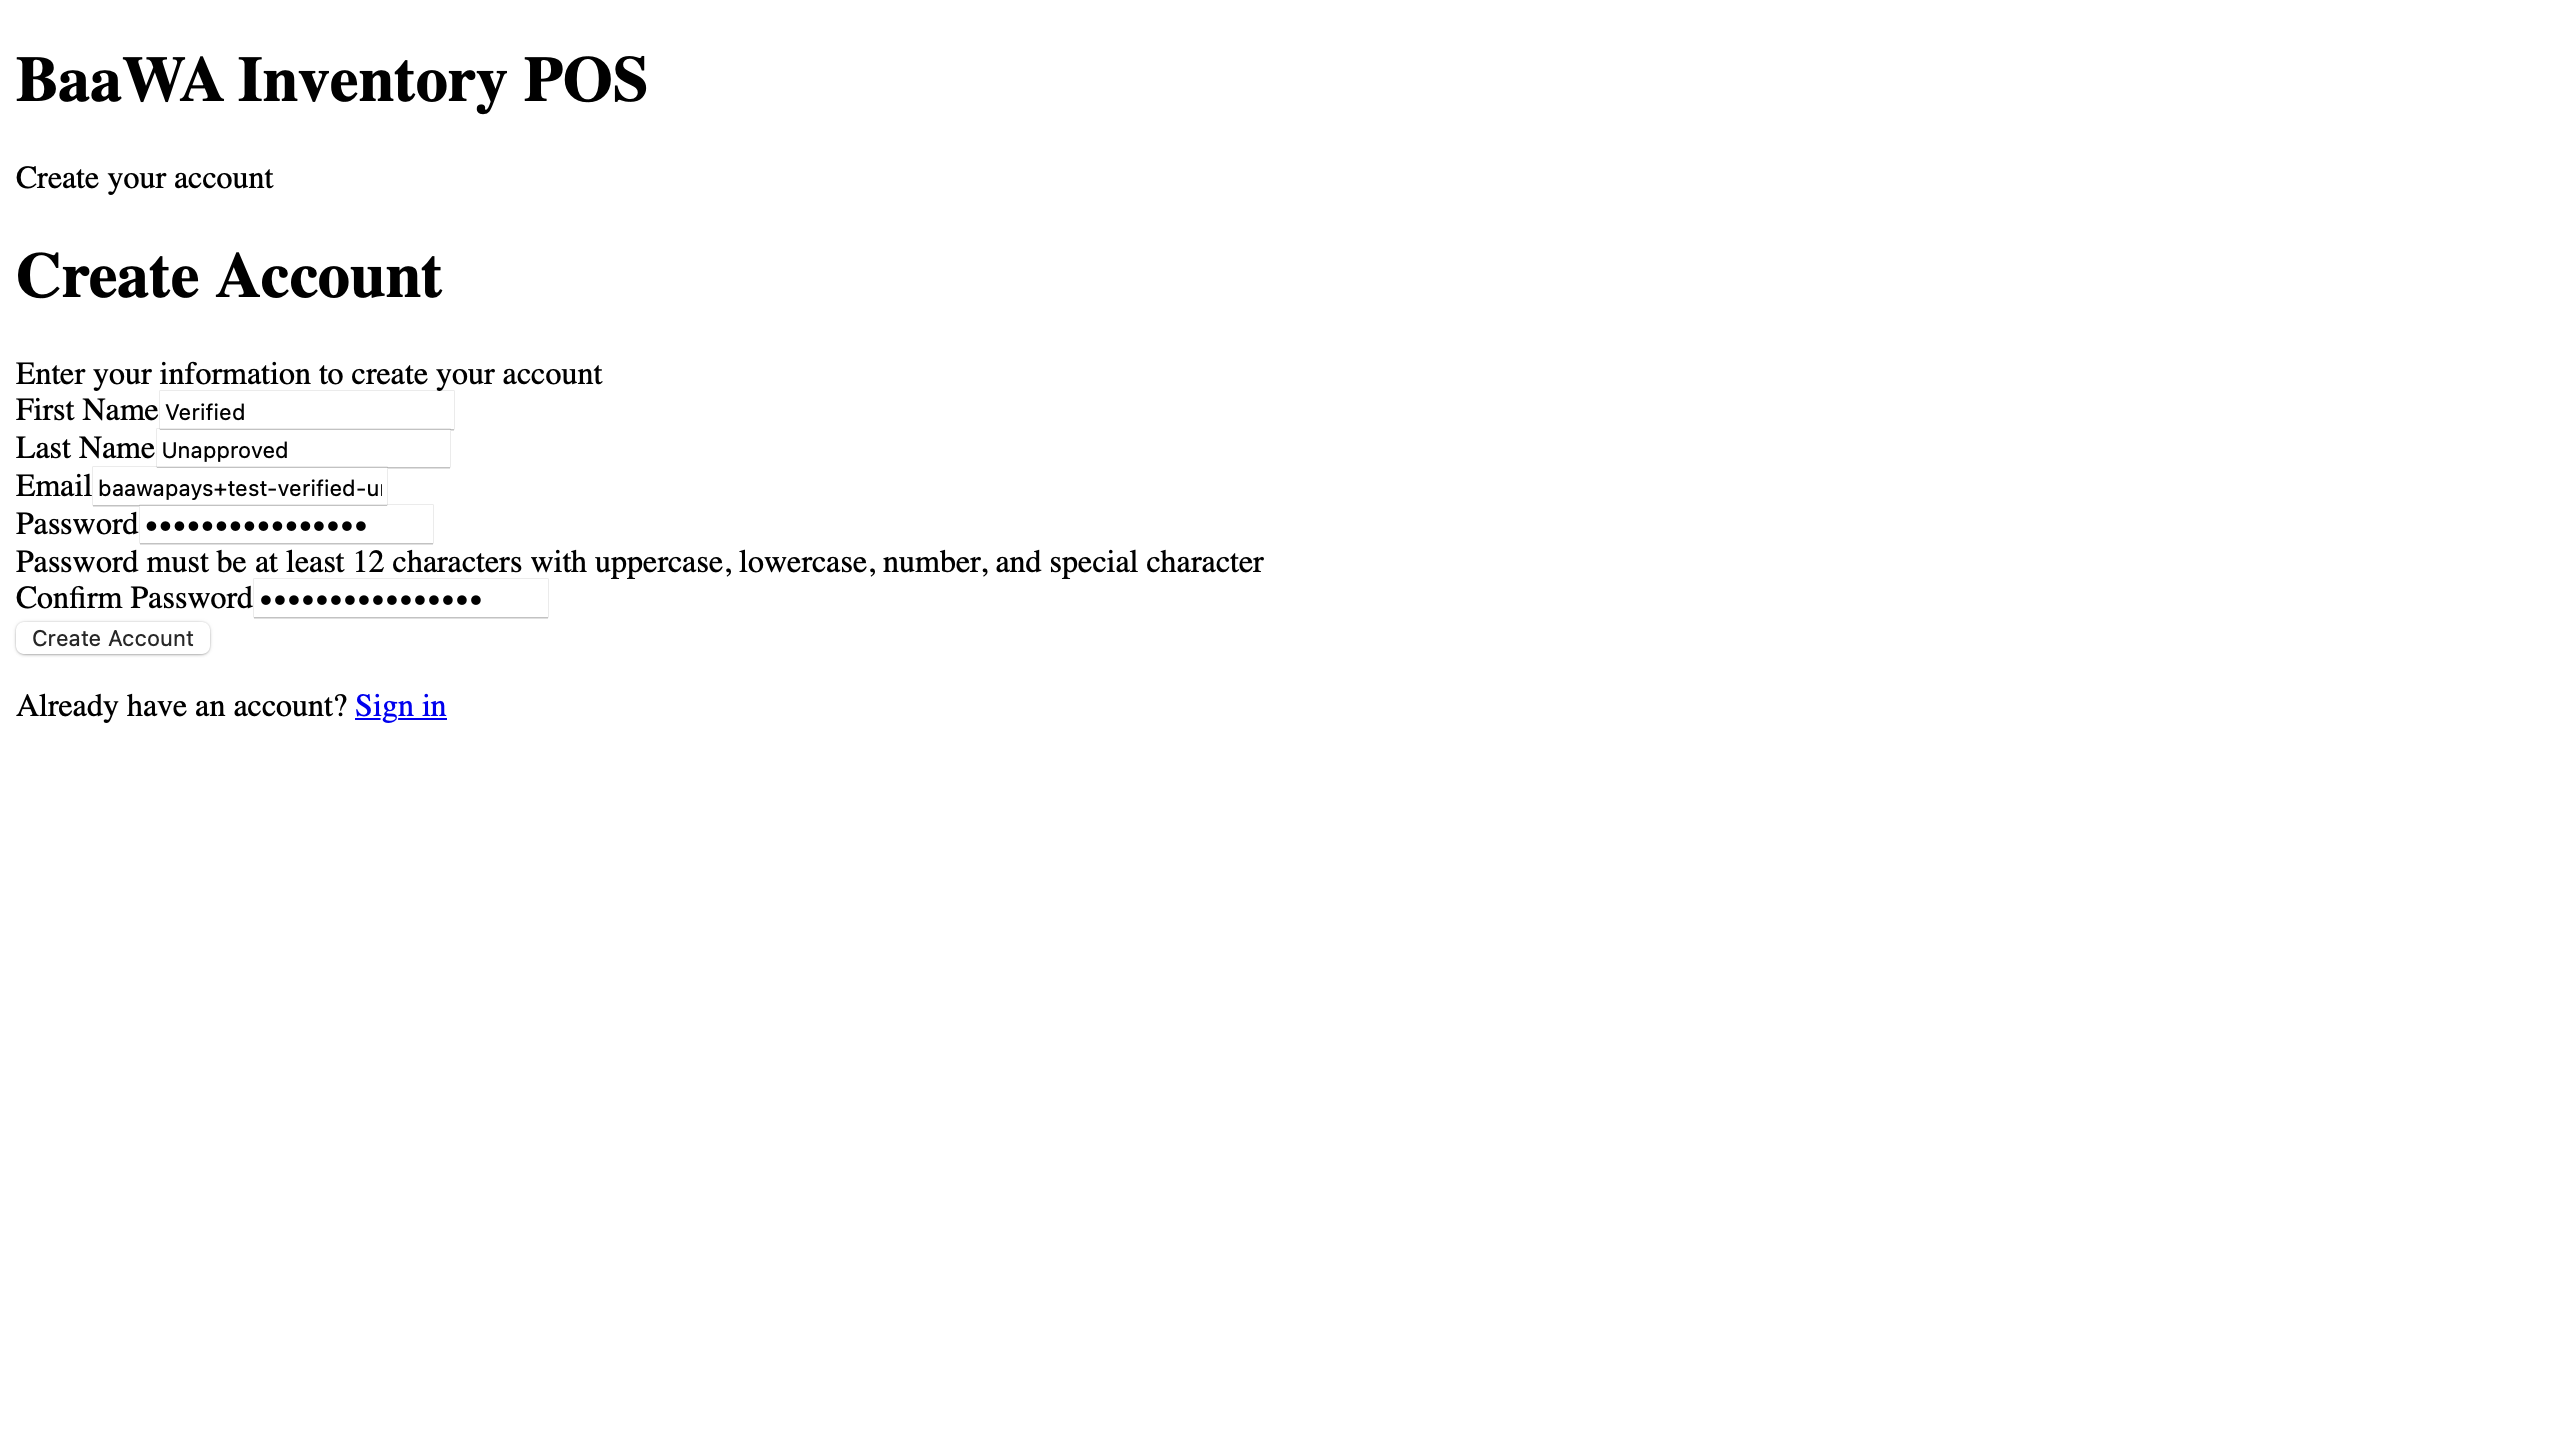 BaaWA Inventory POS
Create your account
Create Account
Enter your information to create your account
First Name Verified
Last Name Unapproved
Email baawapays+test-verified-u
Password ••••••••••••••••
Password must be at least 12 characters with uppercase, lowercase, number, and special character
Confirm Password ••••••••••••••••
Create Account
Already have an account? Sign in